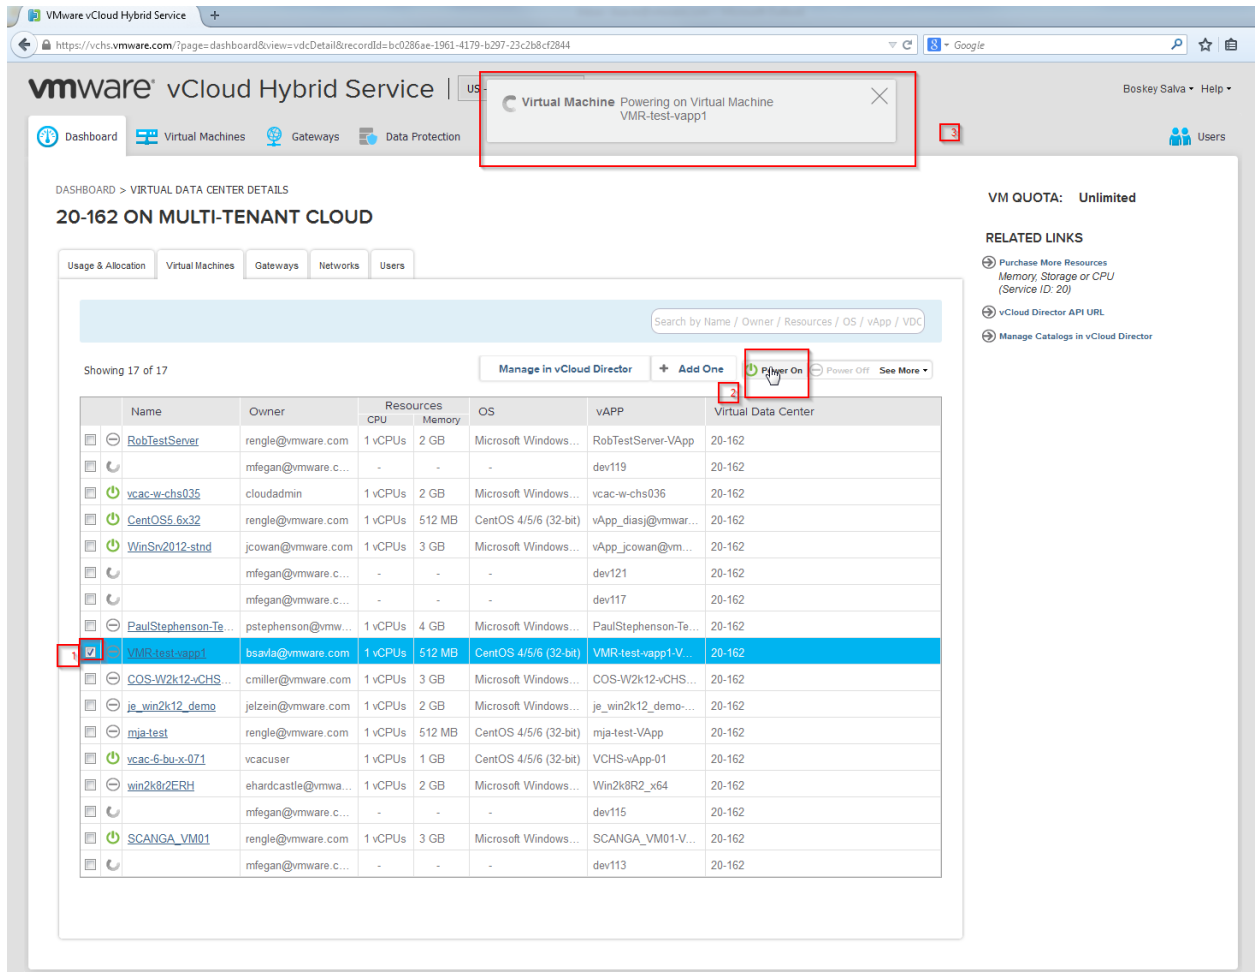 VMware vCloud Hybrid Service +
https://vchs.vmware.com/?page=dashboard&view=vdcDetail&recordId=bc0286ae-1961-4179-b297-23c2b8cf2844 8 - Google
vmware® vCloud Hybrid Service | US - Boskey Salva Help
Virtual Machine Powering on Virtual Machine
VMR-test-vapp1
3
Dashboard Virtual Machines Gateways Data Protection Users
DASHBOARD > VIRTUAL DATA CENTER DETAILS
20-162 ON MULTI-TENANT CLOUD
VM QUOTA: Unlimited
RELATED LINKS
Purchase More Resources
Memory, Storage or CPU
(Service ID: 20)
vCloud Director API URL
Manage Catalogs in vCloud Director
Usage & Allocation Virtual Machines Gateways Networks Users
Search by Name / Owner / Resources / OS / vApp / VDC
Showing 17 of 17 Manage in vCloud Director + Add One Power On Power Off See More
2
Name Owner Resources OS vAPP Virtual Data Center
CPU Memory
RobTestServer rengle@vmware.com 1 vCPUs 2 GB Microsoft Windows... RobTestServer-VApp 20-162
mfegan@vmware.c... - - - dev119 20-162
vcac-w-chs035 cloudadmin 1 vCPUs 2 GB Microsoft Windows... vcac-w-chs036 20-162
CentOS5.6x32 rengle@vmware.com 1 vCPUs 512 MB CentOS 4/5/6 (32-bit) vApp_diasj@vmwar... 20-162
WinSrv2012-stnd jcowan@vmware.com 1 vCPUs 3 GB Microsoft Windows... vApp_jcowan@vm... 20-162
mfegan@vmware.c... - - - dev121 20-162
mfegan@vmware.c... - - - dev117 20-162
PaulStephenson-Te... pstephenson@vmw... 1 vCPUs 4 GB Microsoft Windows... PaulStephenson-Te... 20-162
1 VMR-test-vapp1 bsavla@vmware.com 1 vCPUs 512 MB CentOS 4/5/6 (32-bit) VMR-test-vapp1-V... 20-162
COS-W2k12-vCHS... cmiller@vmware.com 1 vCPUs 3 GB Microsoft Windows... COS-W2k12-vCHS... 20-162
je_win2k12_demo jelzein@vmware.com 1 vCPUs 2 GB Microsoft Windows... je_win2k12_demo-... 20-162
mja-test rengle@vmware.com 1 vCPUs 512 MB CentOS 4/5/6 (32-bit) mja-test-VApp 20-162
vcac-6-bu-x-071 vcacuser 1 vCPUs 1 GB CentOS 4/5/6 (32-bit) VCHS-vApp-01 20-162
win2k8r2ERH ehardcastle@vmwa... 1 vCPUs 2 GB Microsoft Windows... Win2k8R2_x64 20-162
mfegan@vmware.c... - - - dev115 20-162
SCANGA_VM01 rengle@vmware.com 1 vCPUs 3 GB Microsoft Windows... SCANGA_VM01-V... 20-162
mfegan@vmware.c... - - - dev113 20-162